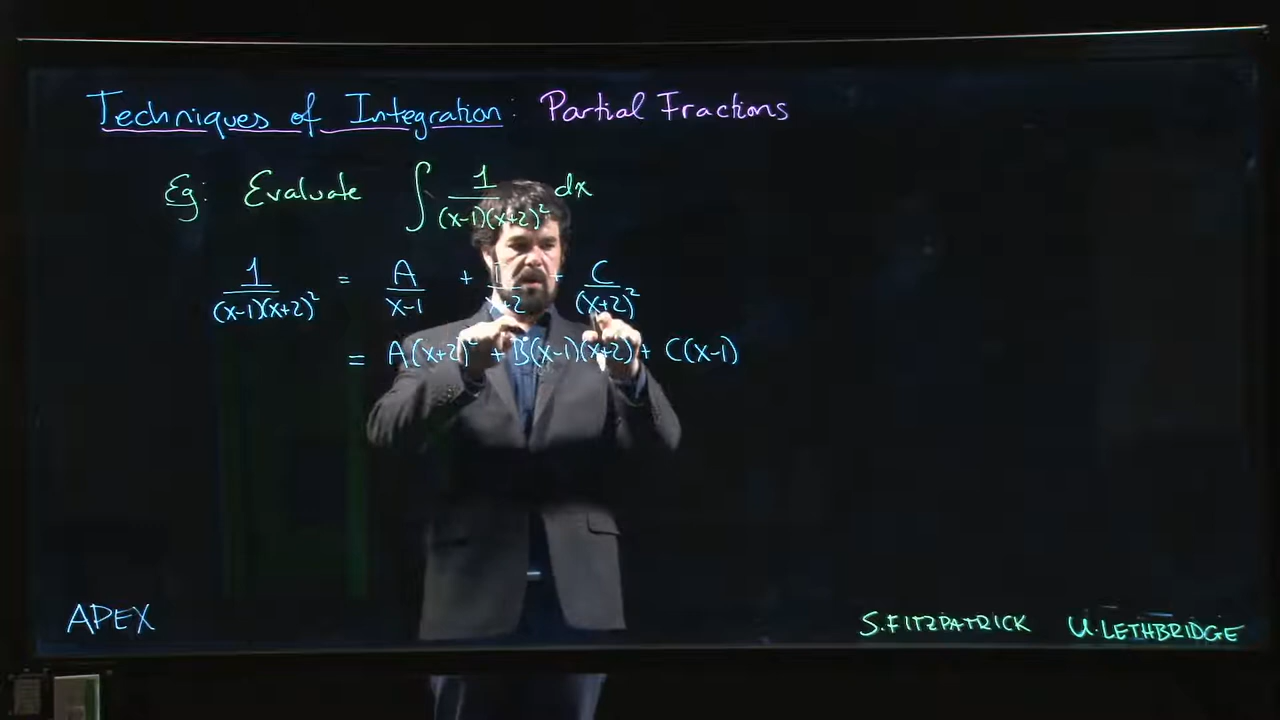 Techniques of Integration: Partial Fractions
Eg: Evaluate ∫ 1/((x-1)(x+2)²) dx
1/((x-1)(x+2)²) = A/(x-1) + B/(x+2) + C/(x+2)²
= A(x+2)² + B(x-1)(x+2) + C(x-1)
APEX
S.FITZPATRICK U.LETHBRIDGE